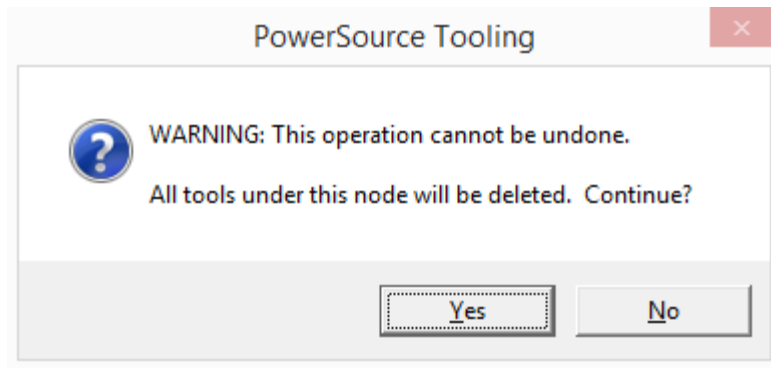 PowerSource Tooling
WARNING: This operation cannot be undone.
All tools under this node will be deleted.  Continue?
Yes
No